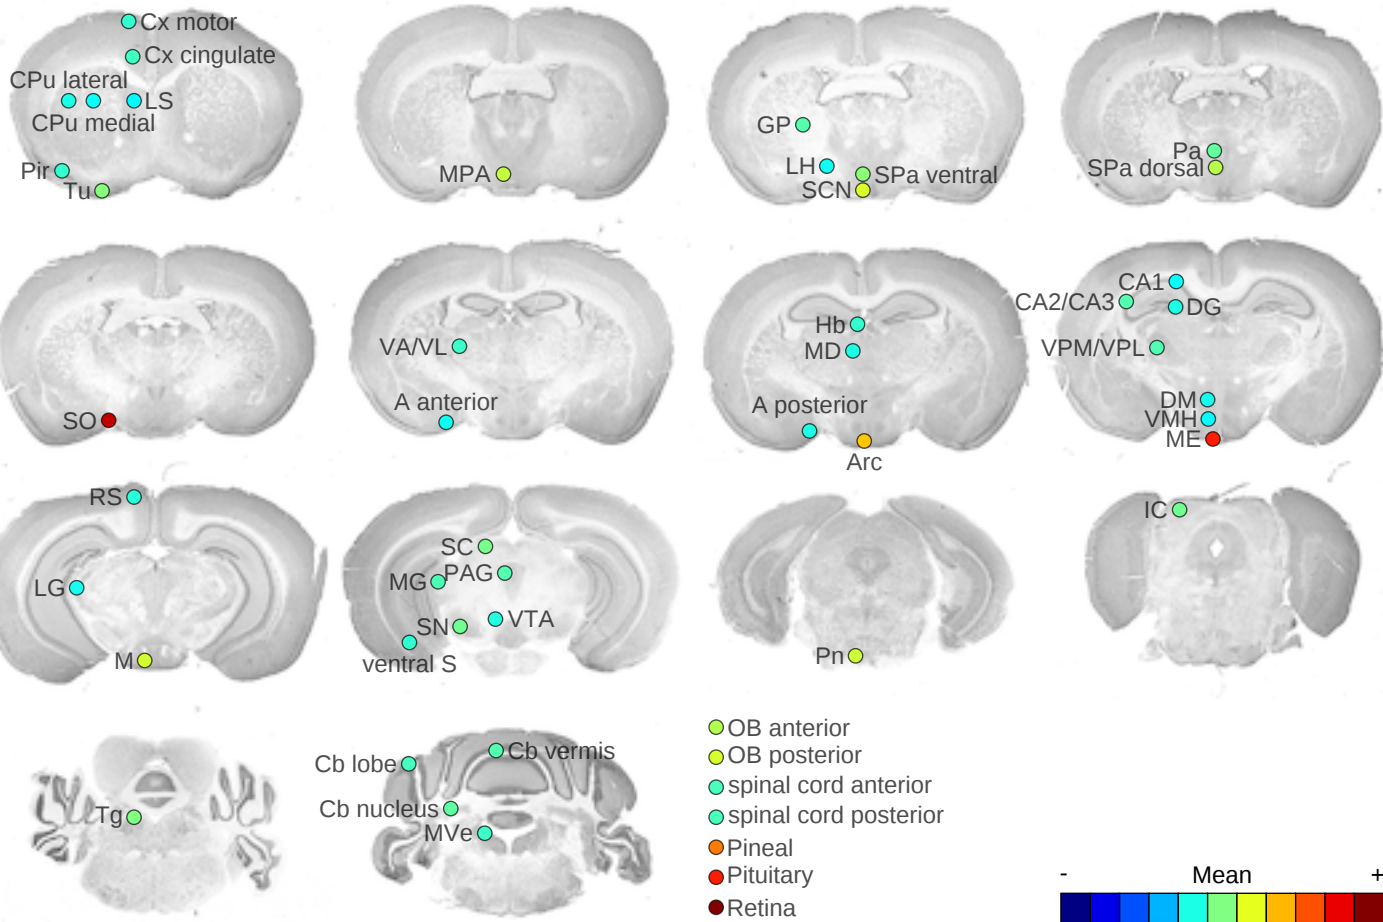 Cx motor
Cx cingulate
CPu lateral
LS
CPu medial
Pir
Tu
MPA
GP
LH
SPa ventral
SCN
Pa
SPa dorsal
SO
VA/VL
A anterior
Hb
MD
A posterior
Arc
CA1
CA2/CA3
DG
VPM/VPL
DM
VMH
ME
RS
LG
M
SC
MG
PAG
SN
VTA
ventral S
Pn
IC
Tg
Cb lobe
Cb vermis
Cb nucleus
MVe
OB anterior
OB posterior
spinal cord anterior
spinal cord posterior
Pineal
Pituitary
Retina
- Mean +